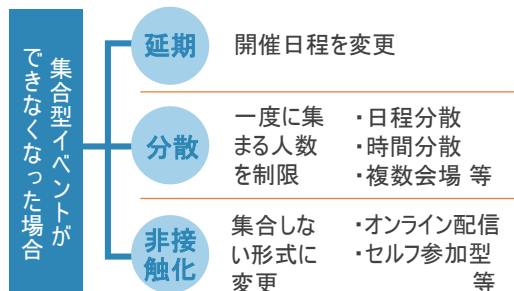 集合型イベントが
できなくなった場合
延期
開催日程を変更
分散
一度に集
まる人数
を制限
・日程分散
・時間分散
・複数会場 等
非接
触化
集合しな
い形式に
変更
・オンライン配信
・セルフ参加型
等